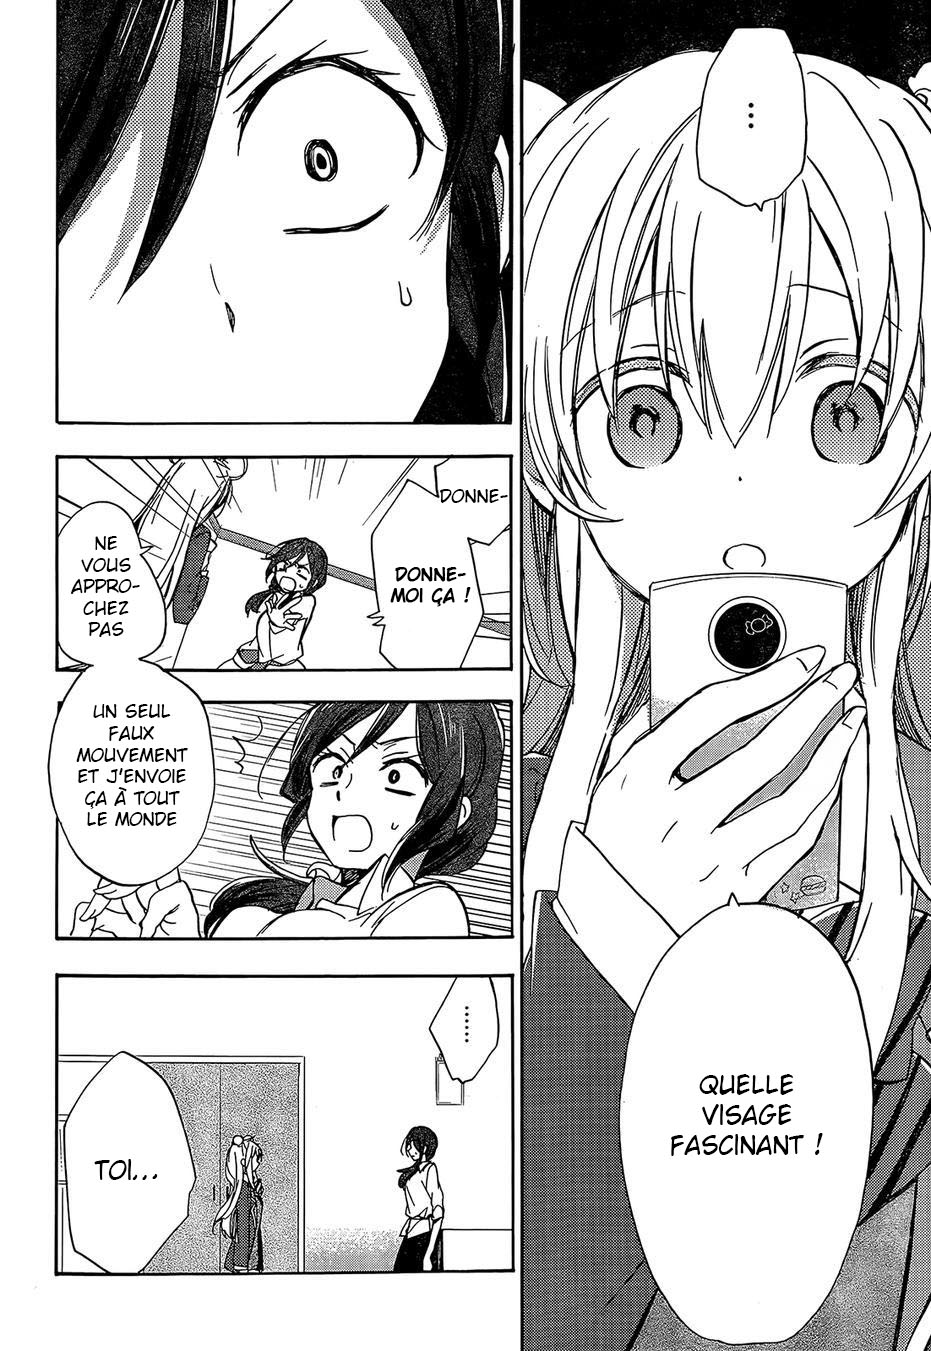 ...
QUELLE
VISAGE
FASCINANT !
DONNE-
DONNE-
MOI ÇA !
NE
VOUS
APPRO-
CHEZ
PAS
UN SEUL
FAUX
MOUVEMENT
ET J'ENVOIE
ÇA À TOUT
LE MONDE
......
TOI...